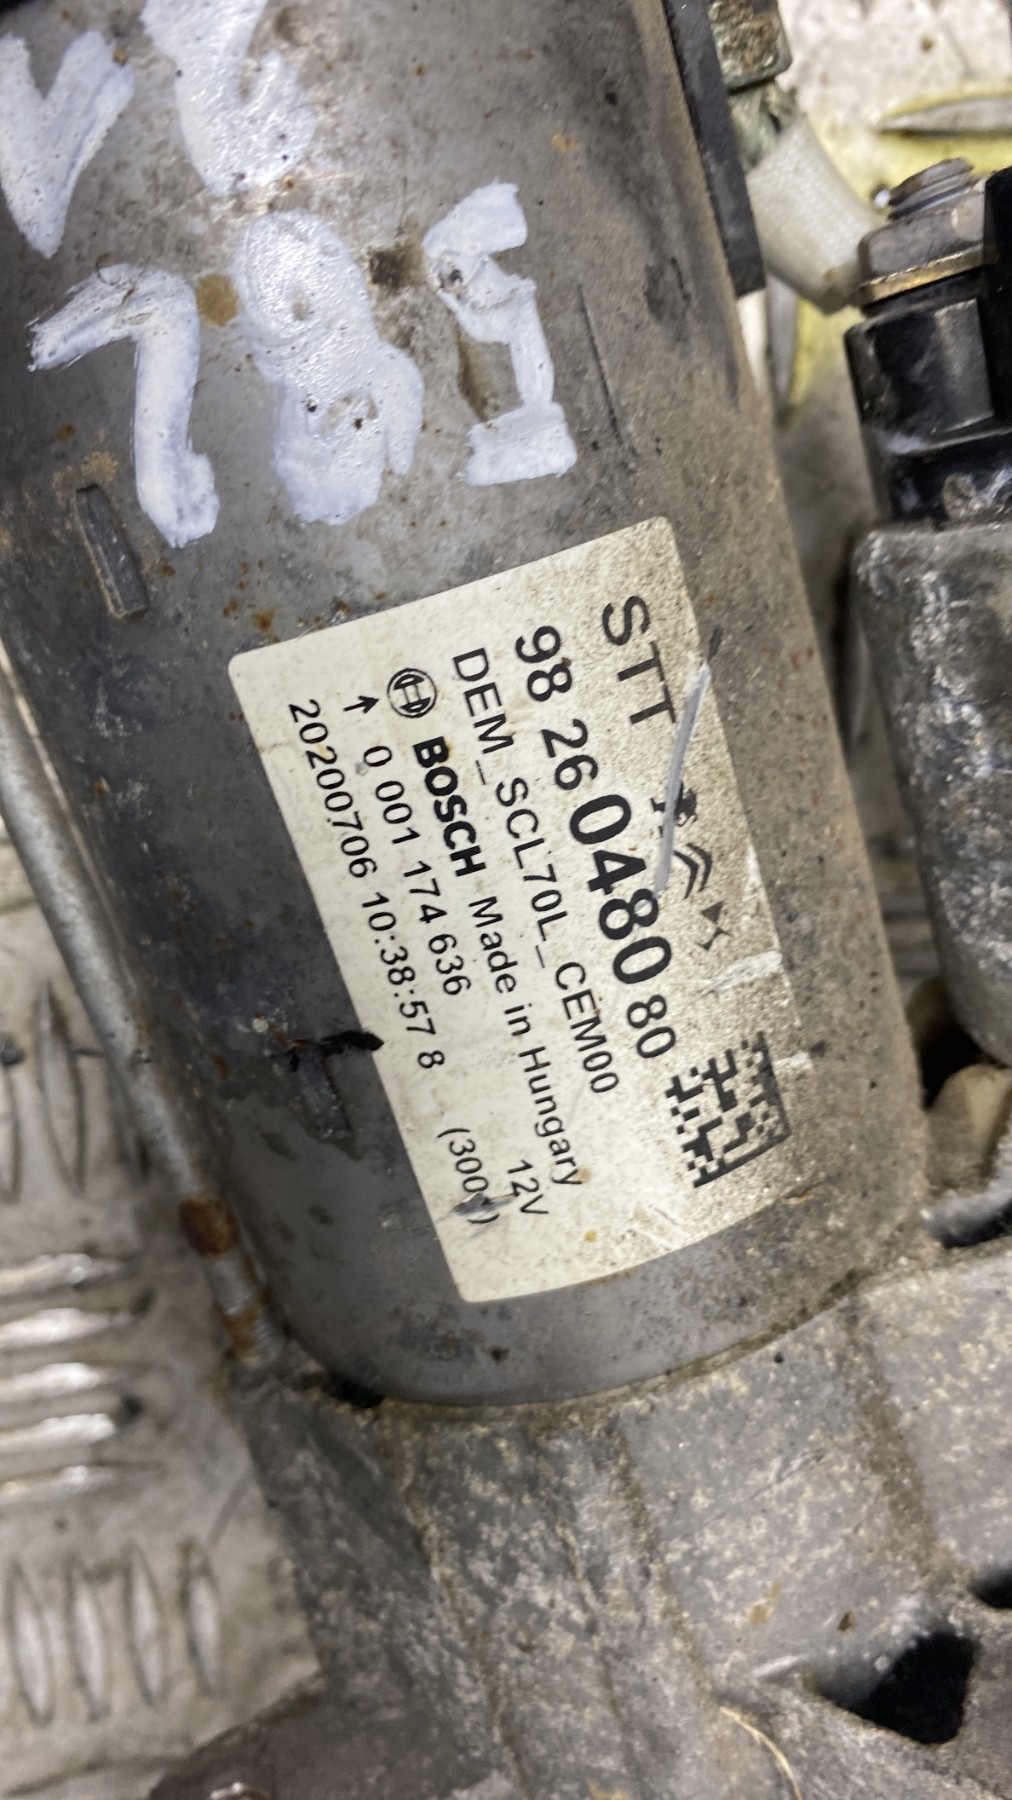 STT
98 26 0480 80
DEM_SCL70L_CEM00
BOSCH Made in Hungary 12V
0 001 174 636
20200706 10:38:57 8